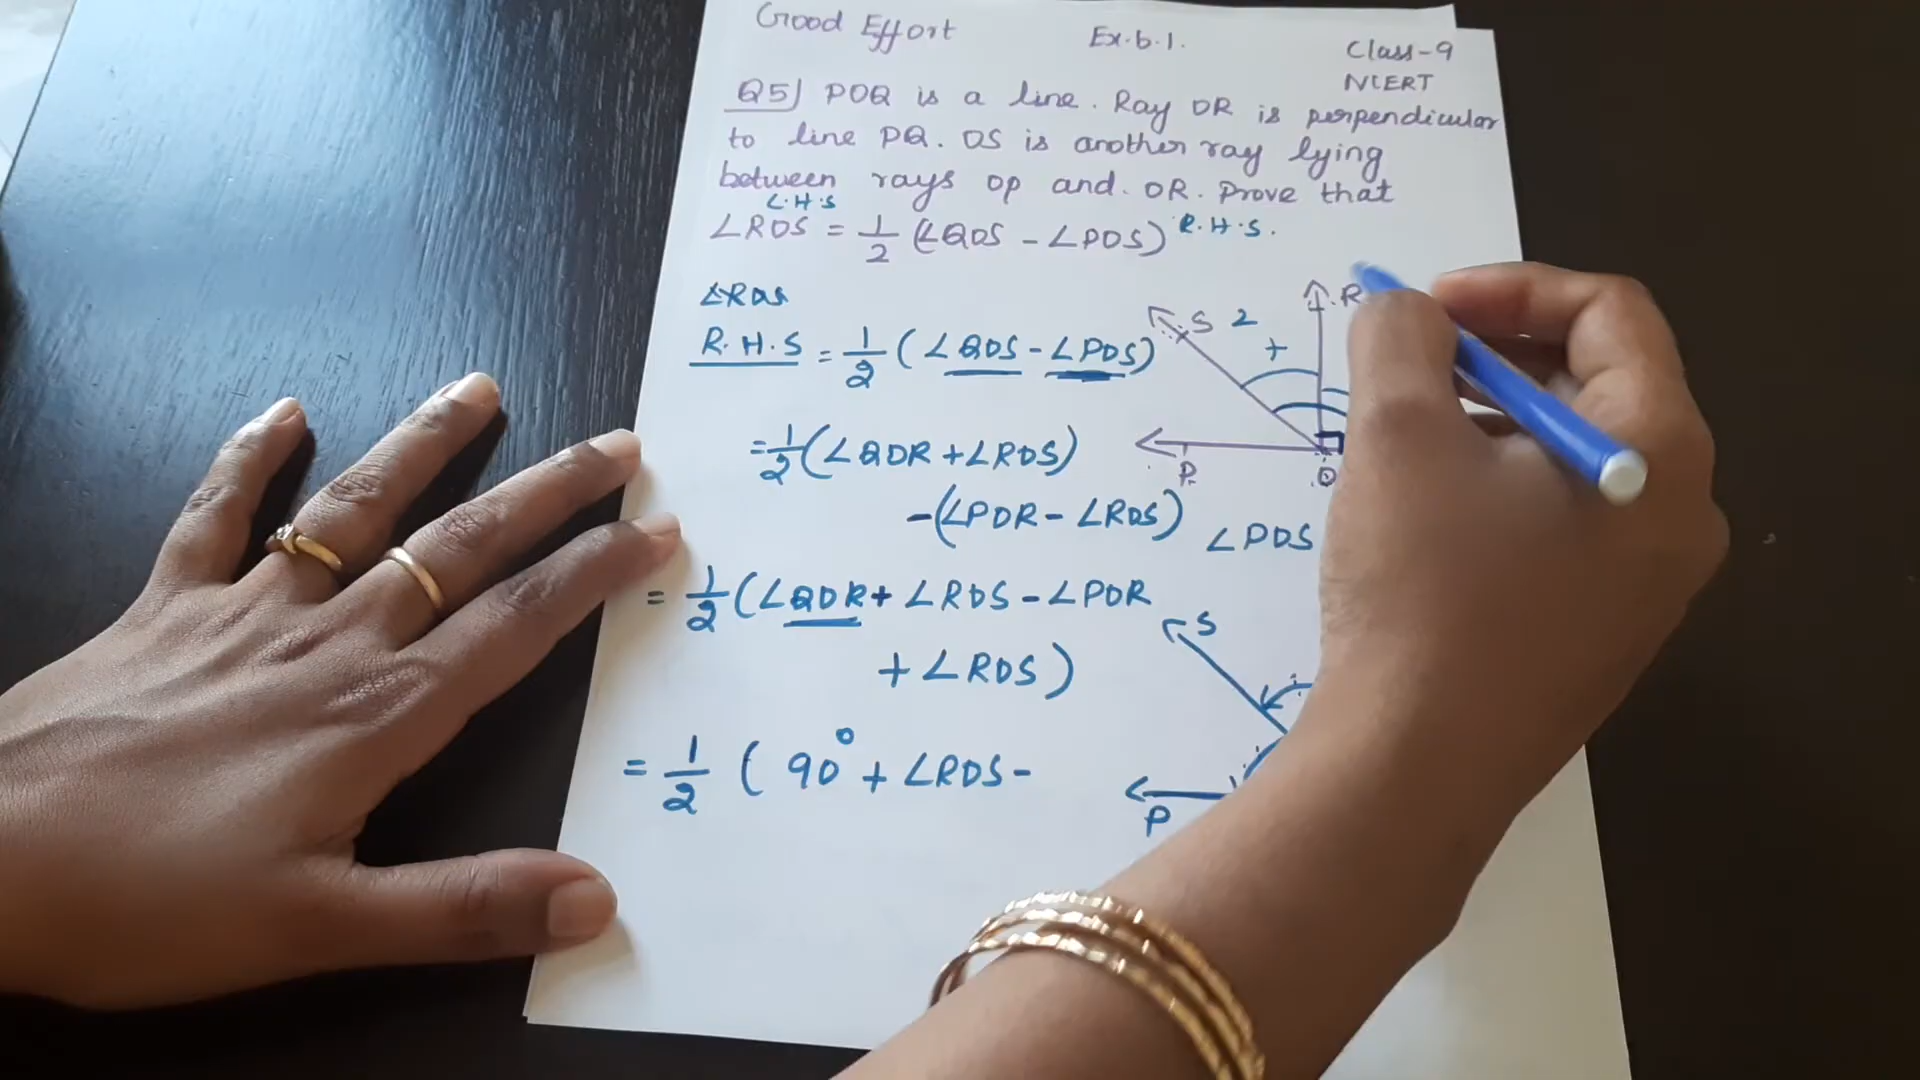 Good Effort Ex.6.1. Class-9
NCERT
Q5) POQ is a line. Ray OR is perpendicular
to line PQ. OS is another ray lying
between rays OP and OR. Prove that
L.H.S
∠ROS = 1/2 (∠QOS - ∠POS) R.H.S.
∠ROS
R.H.S = 1/2 (∠QOS - ∠POS)
= 1/2 (∠QOR + ∠ROS)
- (∠POR - ∠ROS)
= 1/2 (∠QOR + ∠ROS - ∠POR
+ ∠ROS)
= 1/2 ( 90° + ∠ROS -
S 2 R
+
P O
∠POS
S
P